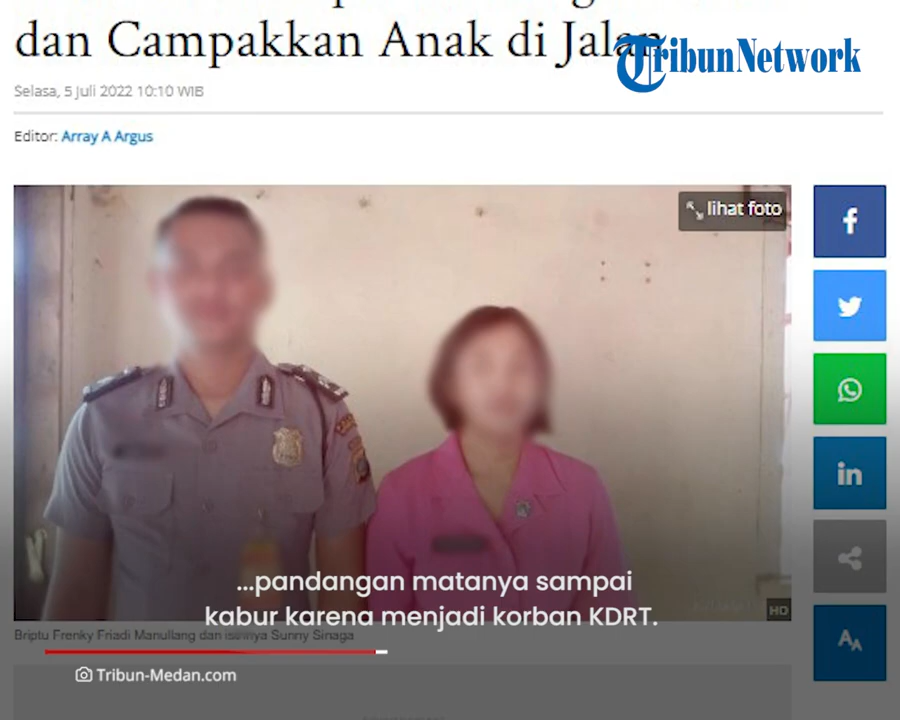 dan Campakkan Anak di Jalan
TribunNetwork
Selasa, 5 Juli 2022 10:10 WIB
Editor: Array A Argus
lihat foto
...pandangan matanya sampai
kabur karena menjadi korban KDRT.
HD
Briptu Frenky Friadi Manullang dan isterinya Sunny Sinaga
Tribun-Medan.com